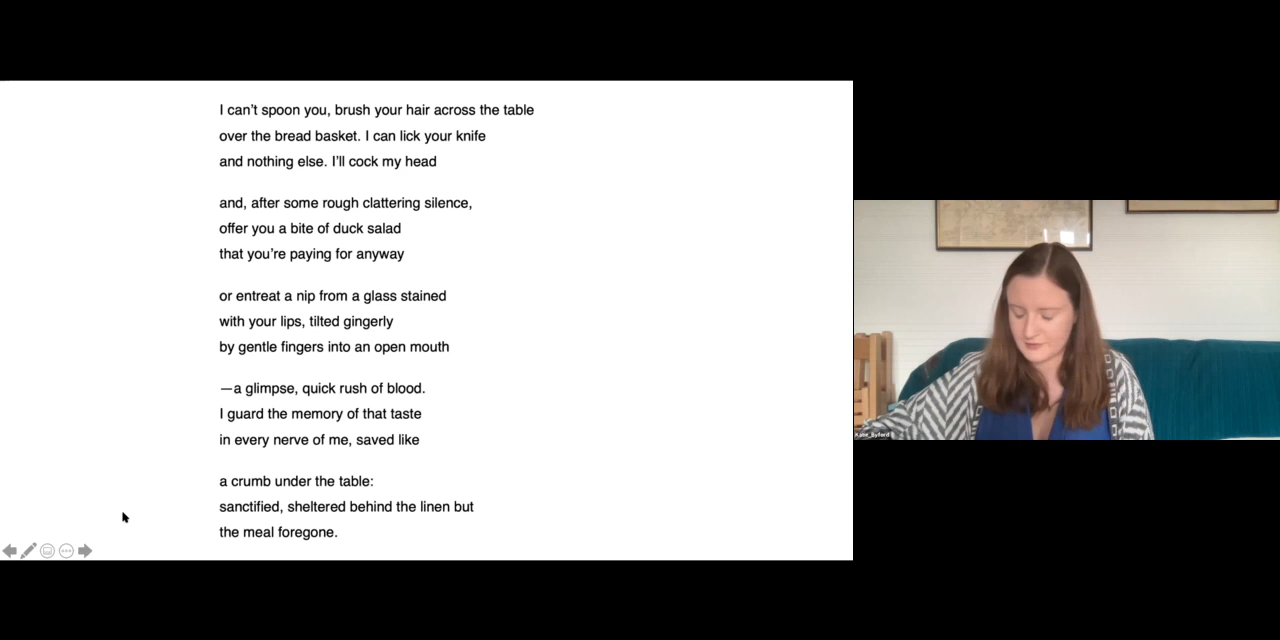 I can’t spoon you, brush your hair across the table
over the bread basket. I can lick your knife
and nothing else. I’ll cock my head
and, after some rough clattering silence,
offer you a bite of duck salad
that you’re paying for anyway
or entreat a nip from a glass stained
with your lips, tilted gingerly
by gentle fingers into an open mouth
—a glimpse, quick rush of blood.
I guard the memory of that taste
in every nerve of me, saved like
a crumb under the table:
sanctified, sheltered behind the linen but
the meal foregone.
Katie_Byford